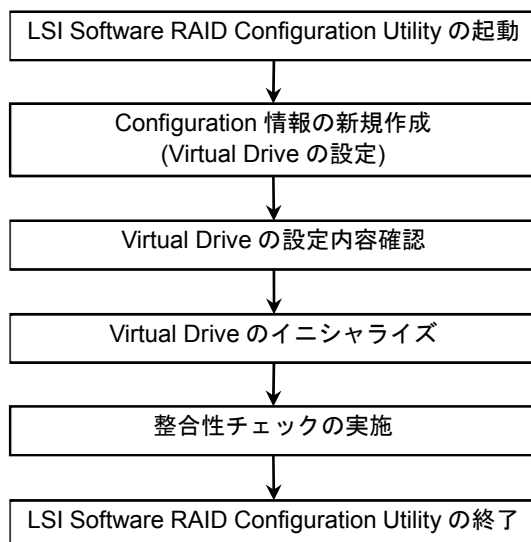 LSI Software RAID Configuration Utility の起動
Configuration 情報の新規作成
(Virtual Drive の設定)
Virtual Drive の設定内容確認
Virtual Drive のイニシャライズ
整合性チェックの実施
LSI Software RAID Configuration Utility の終了